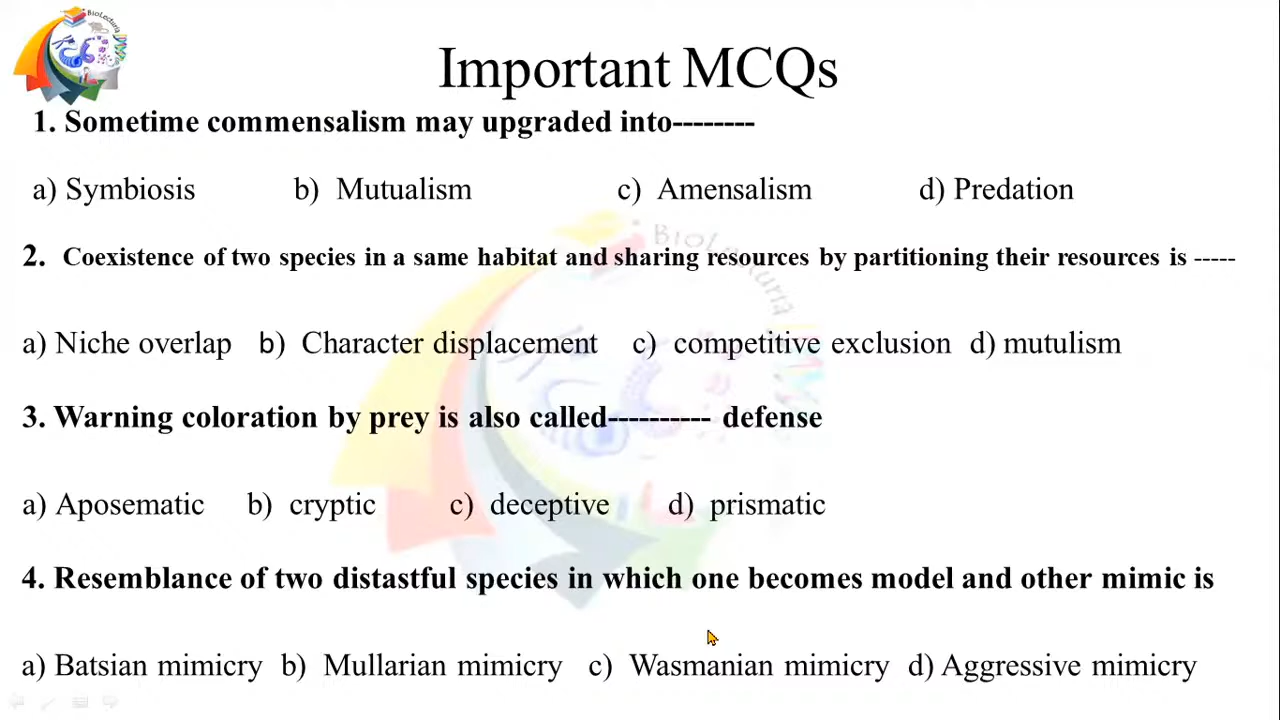 BioLecturia
Important MCQs
1. Sometime commensalism may upgraded into--------
a) Symbiosis b) Mutualism c) Amensalism d) Predation
BioLecturia
2. Coexistence of two species in a same habitat and sharing resources by partitioning their resources is -----
a) Niche overlap b) Character displacement c) competitive exclusion d) mutulism
3. Warning coloration by prey is also called---------- defense
a) Aposematic b) cryptic c) deceptive d) prismatic
4. Resemblance of two distastful species in which one becomes model and other mimic is
a) Batsian mimicry b) Mullarian mimicry c) Wasmanian mimicry d) Aggressive mimicry